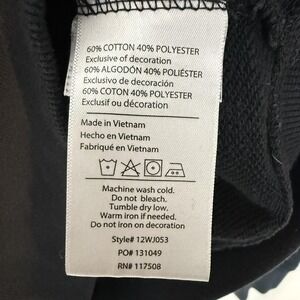 60% COTTON 40% POLYESTER
Exclusive of decoration
60% ALGODÓN 40% POLIÉSTER
Exclusivo de decoración
60% COTON 40% POLYESTER
Exclusif ou décoration
Made in Vietnam
Hecho en Vietnam
Fabriqué en Vietnam
Machine wash cold.
Do not bleach.
Tumble dry low.
Warm iron if needed.
Do not iron on decoration
Style# 12WJ053
PO# 131049
RN# 117508